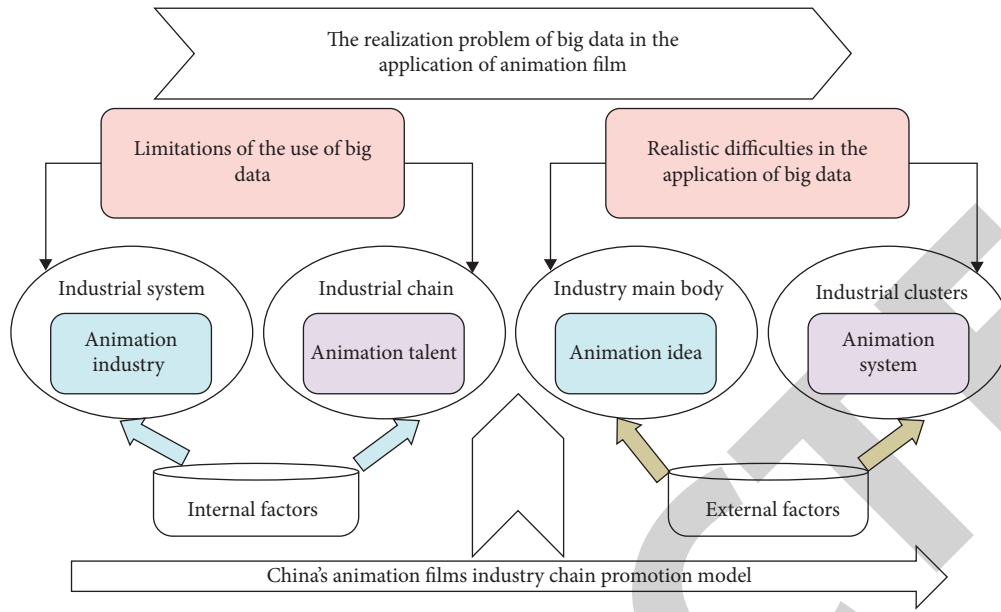 The realization problem of big data in the
application of animation film
Limitations of the use of big
data
Realistic difficulties in the
application of big data
Industrial system
Animation
industry
Industrial chain
Animation talent
Industry main body
Animation idea
Industrial clusters
Animation
system
Internal factors
External factors
China's animation films industry chain promotion model